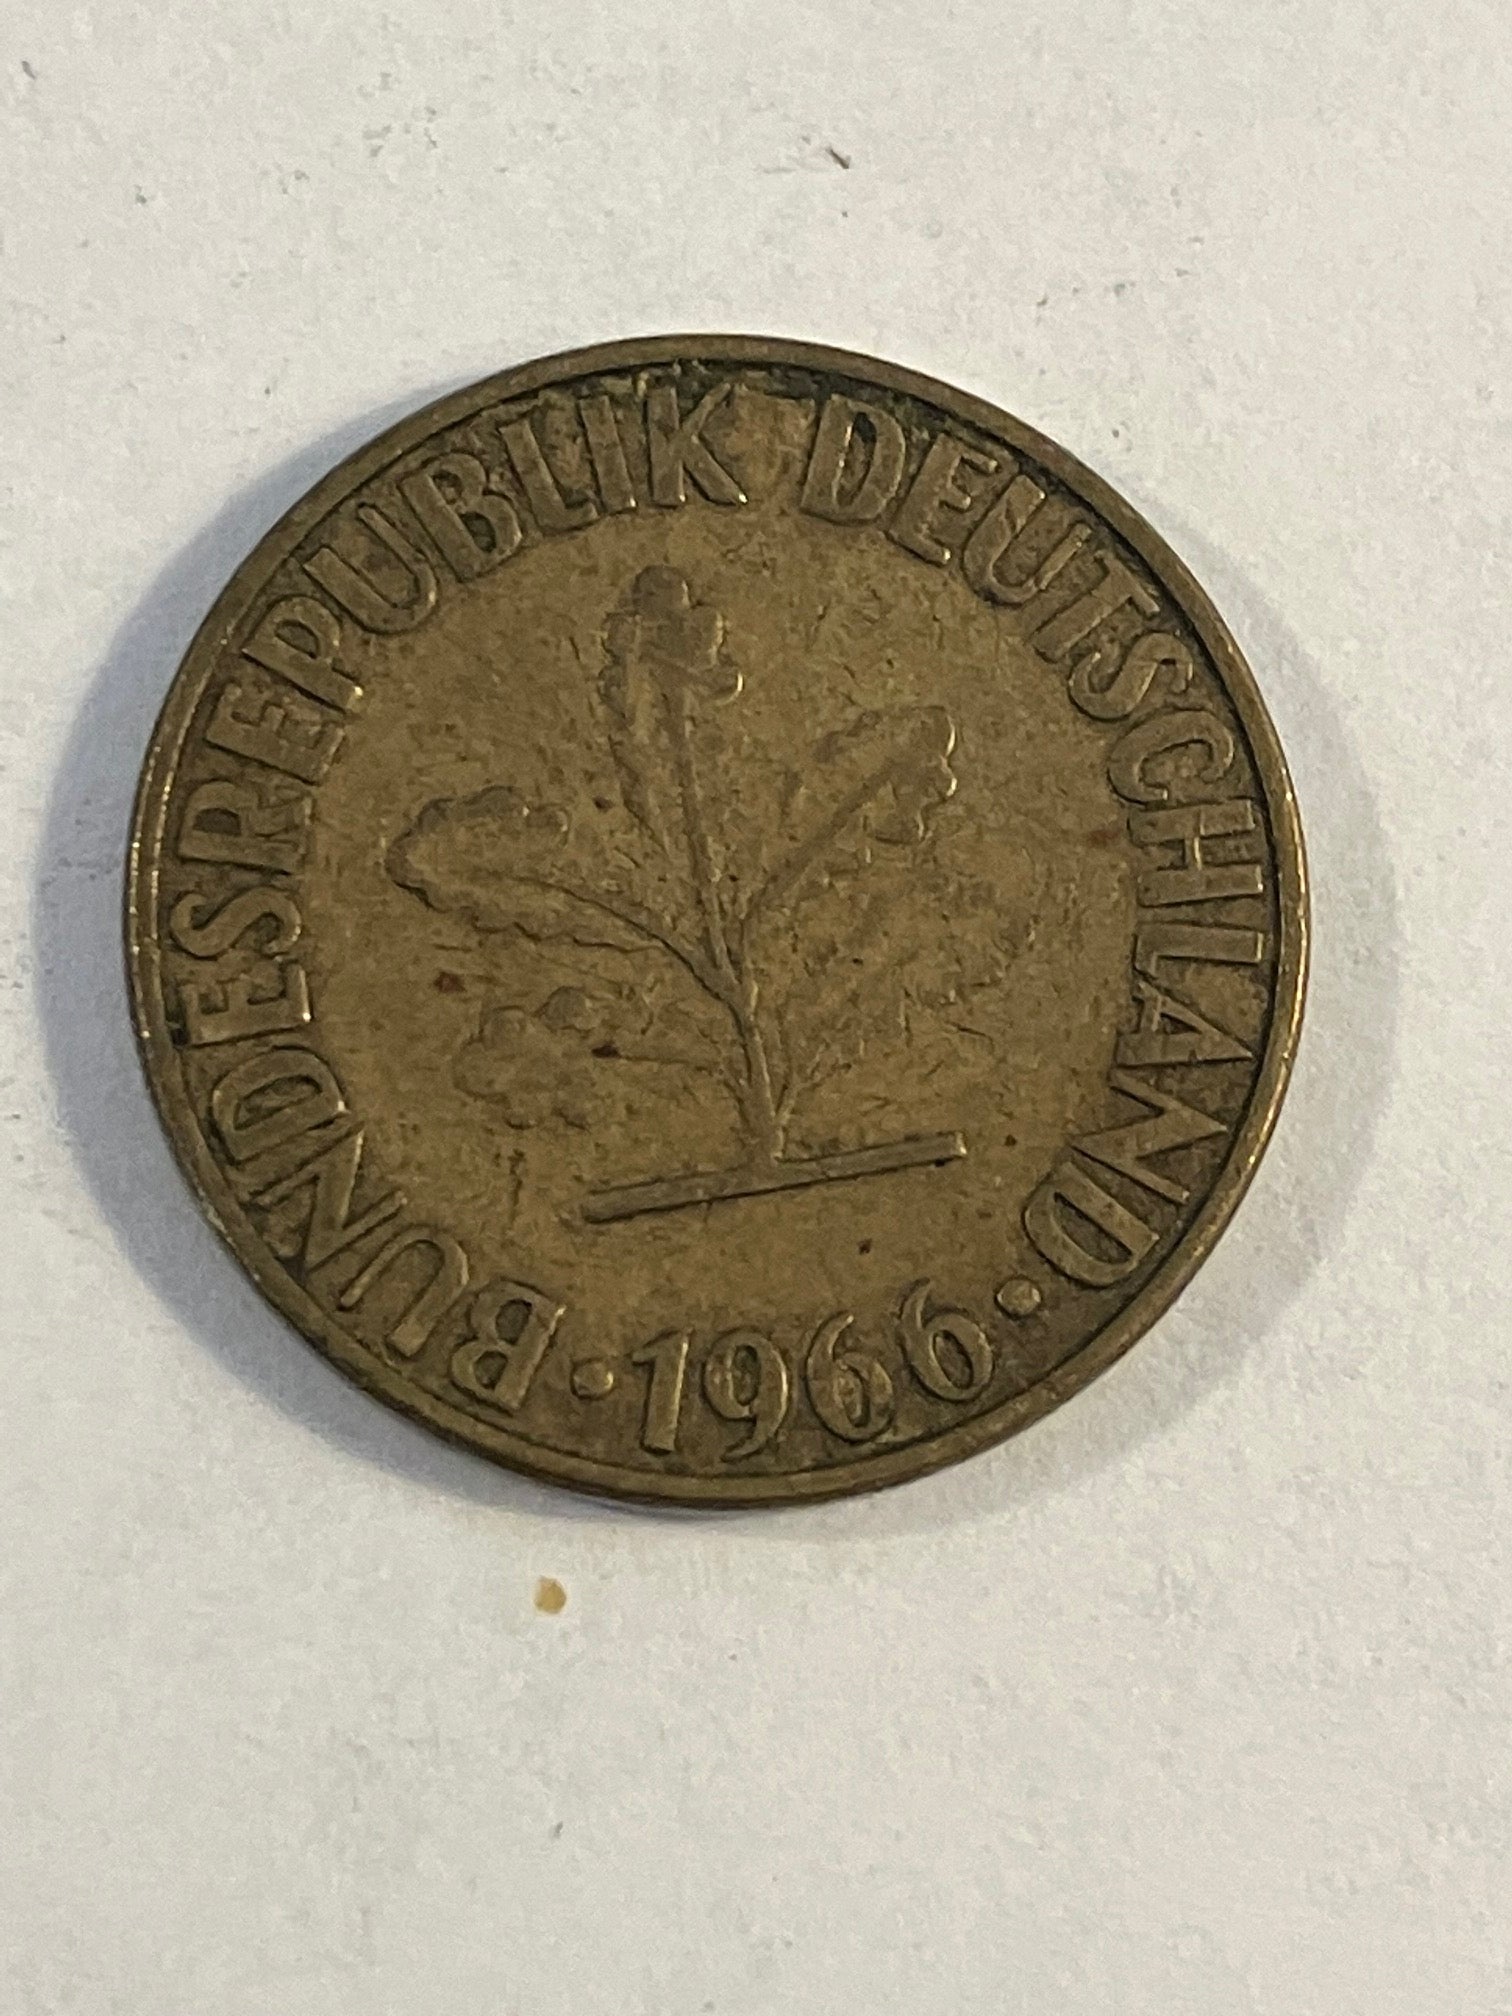 BUNDESREPUBLIK DEUTSCHLAND
· 1966 ·